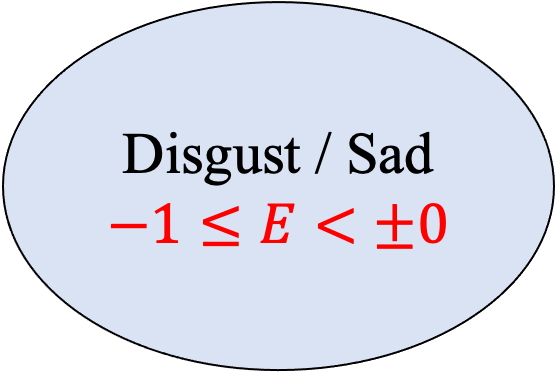 Disgust / Sad
−1 ≤ E < ±0